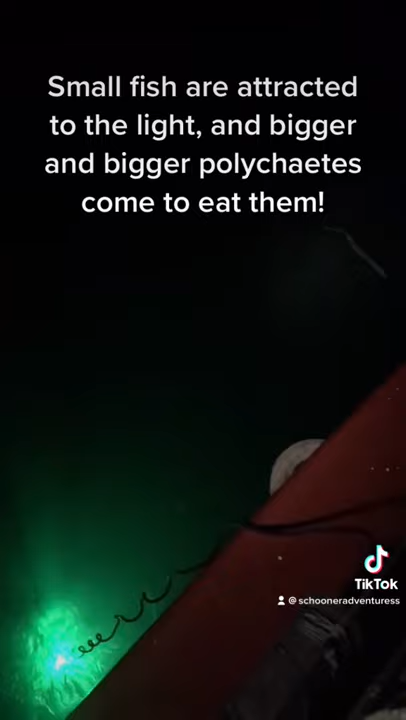 Small fish are attracted
to the light, and bigger
and bigger polychaetes
come to eat them!
TikTok
@schooneradventuress